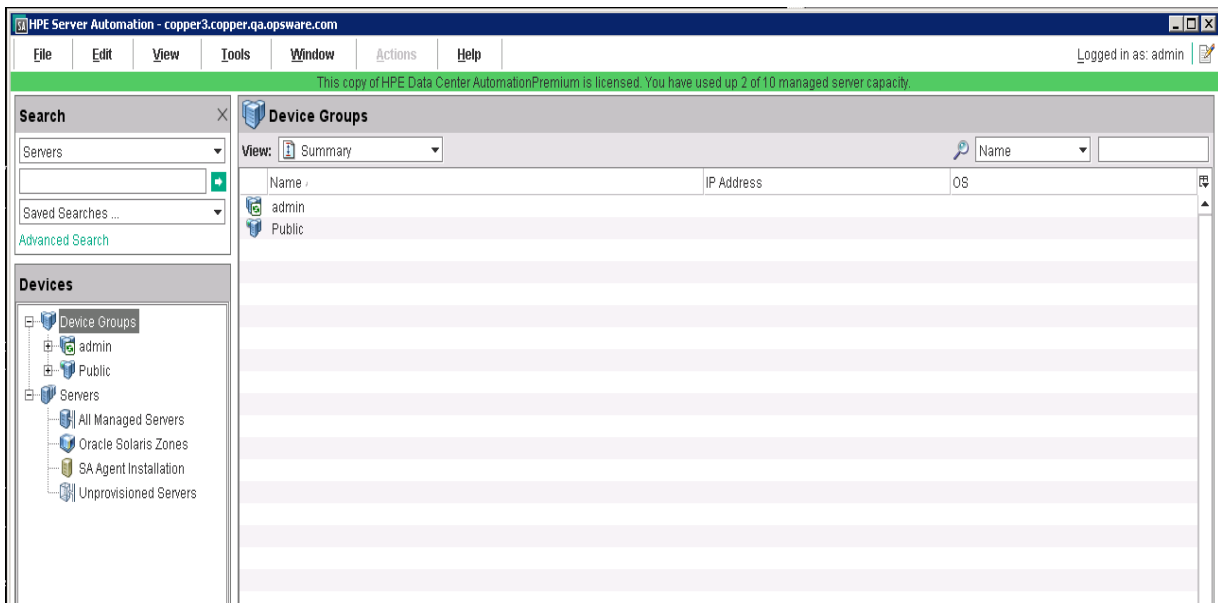 SA HPE Server Automation - copper3.copper.qa.opsware.com
File Edit View Tools Window Actions Help Logged in as: admin
This copy of HPE Data Center AutomationPremium is licensed. You have used up 2 of 10 managed server capacity.
Search
Servers
Saved Searches ...
Advanced Search
Devices
Device Groups
admin
Public
Servers
All Managed Servers
Oracle Solaris Zones
SA Agent Installation
Unprovisioned Servers
Device Groups
View: Summary Name
Name IP Address OS
admin
Public